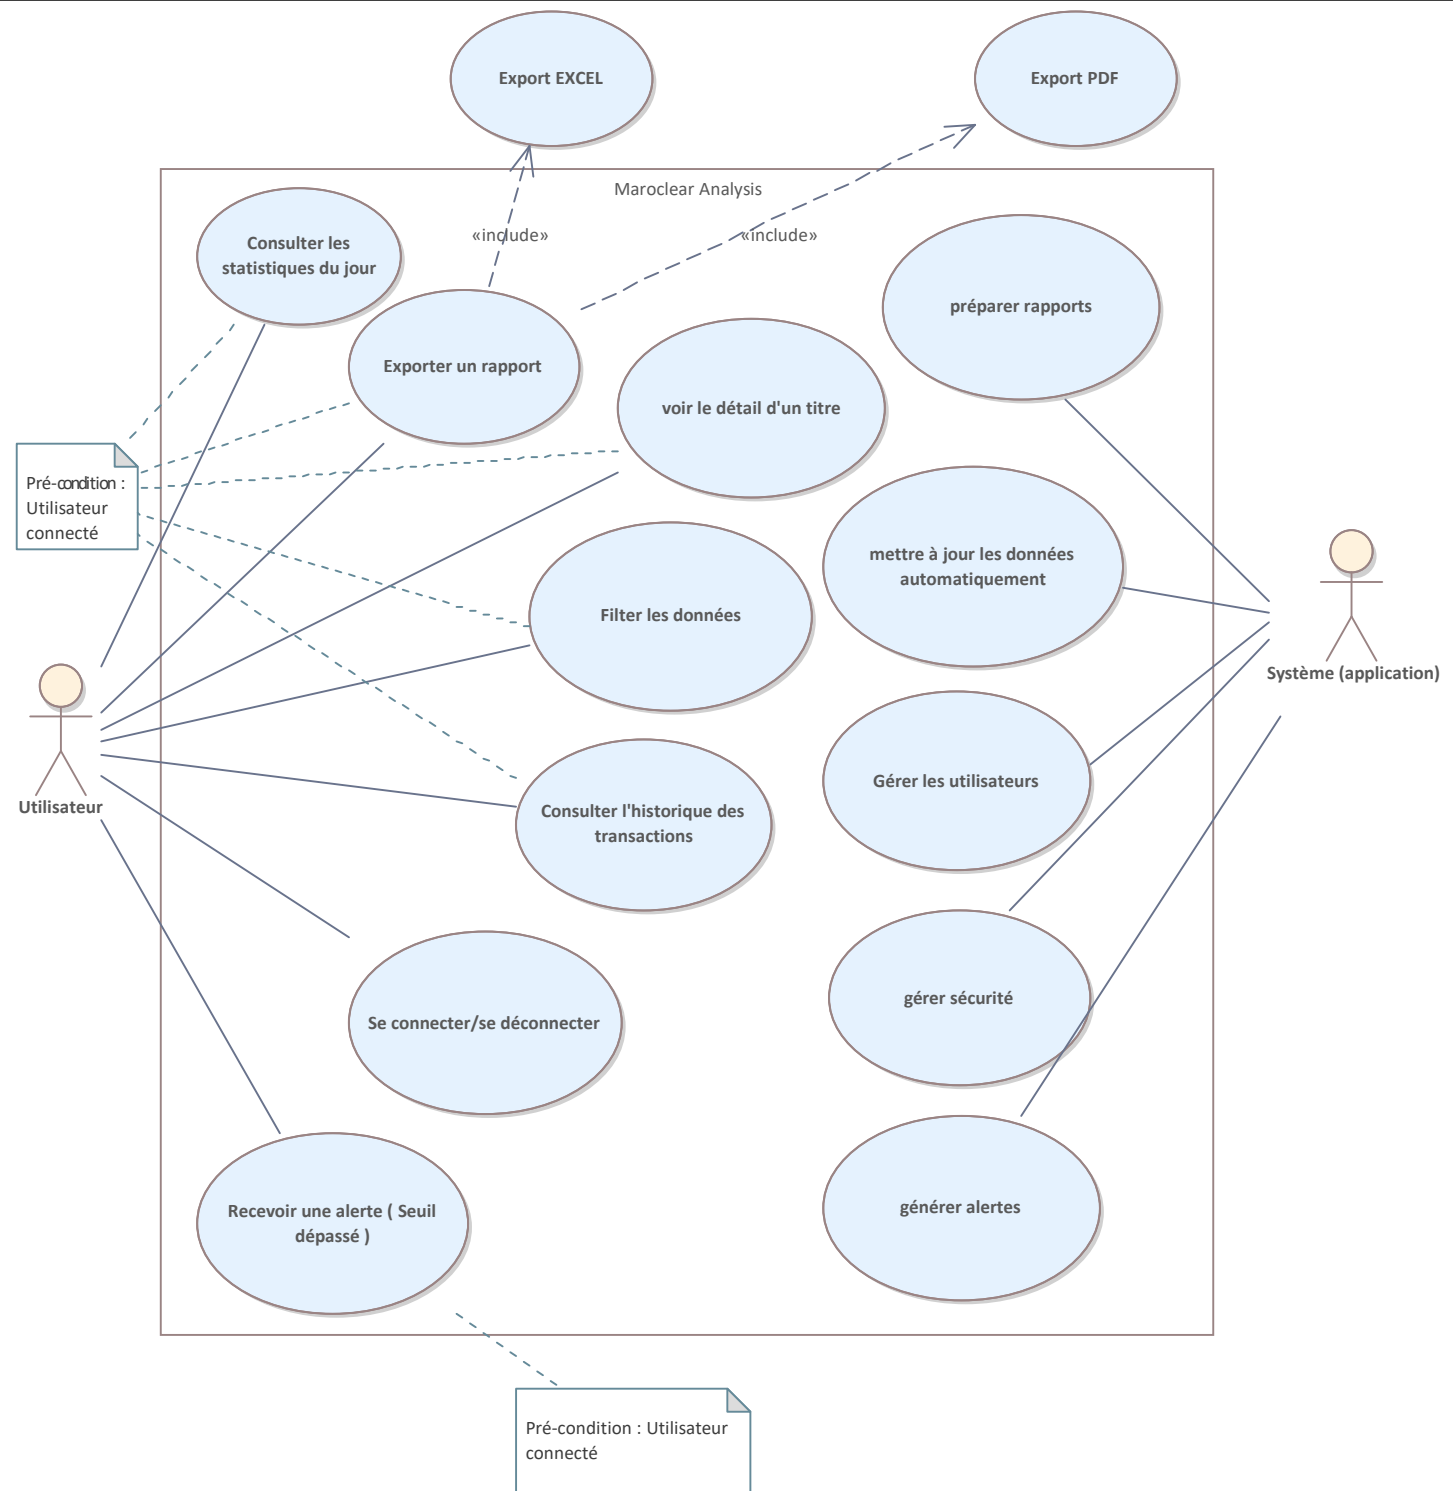 Export EXCEL
Export PDF
Maroclear Analysis
«include»
«include»
Consulter les
statistiques du jour
préparer rapports
Exporter un rapport
voir le détail d'un titre
Pré-condition :
Utilisateur
connecté
mettre à jour les données
automatiquement
Filter les données
Système (application)
Gérer les utilisateurs
Utilisateur
Consulter l'historique des
transactions
gérer sécurité
Se connecter/se déconnecter
Recevoir une alerte ( Seuil
dépassé )
générer alertes
Pré-condition : Utilisateur
connecté